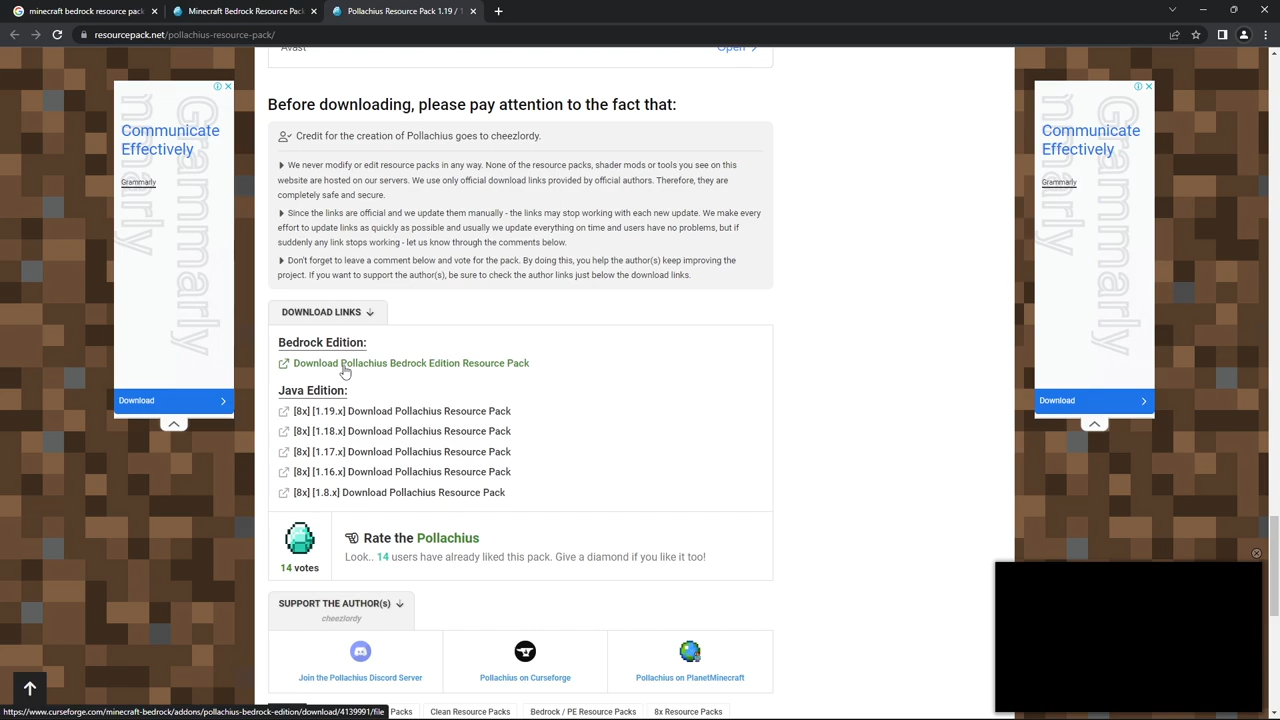 minecraft bedrock resource pack
Minecraft Bedrock Resource Pack
Pollachius Pack 1.19 / 1
resourcepack.net/pollachius-resource-pack/
Avast
Open
Before downloading, please pay attention to the fact that:
Credit for the creation of Pollachius goes to cheezlordy.
We never modify or edit resource packs in any way. None of the resource packs, shader mods or tools you see on this
website are hosted on our servers. We use only official download links provided by official authors. Therefore, they are
completely safe and secure.
Since the links are official and we update them manually - the links may stop working with each new update. We make every
effort to update links as quickly as possible and usually we update everything on time and users have no problems, but if
suddenly any link stops working - let us know through the comments below.
Don't forget to leave a comment below and vote for the pack. By doing this, you help the author(s) keep improving the
project. If you want to support the author(s), be sure to check the author links just below the download links.
DOWNLOAD LINKS
Bedrock Edition:
Download Pollachius Bedrock Edition Resource Pack
Java Edition:
[8x] [1.19.x] Download Pollachius Resource Pack
[8x] [1.18.x] Download Pollachius Resource Pack
[8x] [1.17.x] Download Pollachius Resource Pack
[8x] [1.16.x] Download Pollachius Resource Pack
[8x] [1.8.x] Download Pollachius Resource Pack
14 votes
Rate the Pollachius
Look.. 14 users have already liked this pack. Give a diamond if you like it too!
SUPPORT THE AUTHOR(s)
cheezlordy
Join the Pollachius Discord Server
Pollachius on Curseforge
Pollachius on PlanetMinecraft
Packs
Clean Resource Packs
Bedrock / PE Resource Packs
8x Resource Packs
https://www.curseforge.com/minecraft-bedrock/addons/pollachius-bedrock-edition/download/4139991/file
Communicate
Effectively
Grammarly
Grammarly
Download
Communicate
Effectively
Grammarly
Grammarly
Download